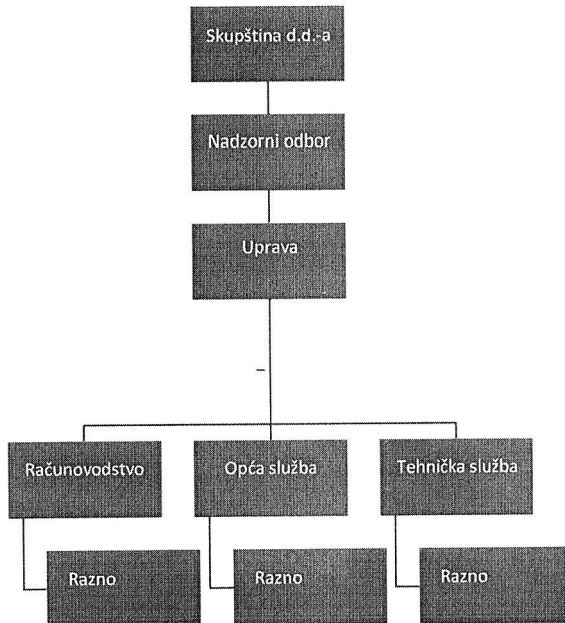 Skupština d.d.-a
Nadzorni odbor
Uprava
Računovodstvo
Opća služba
Tehnička služba
Razno
Razno
Razno